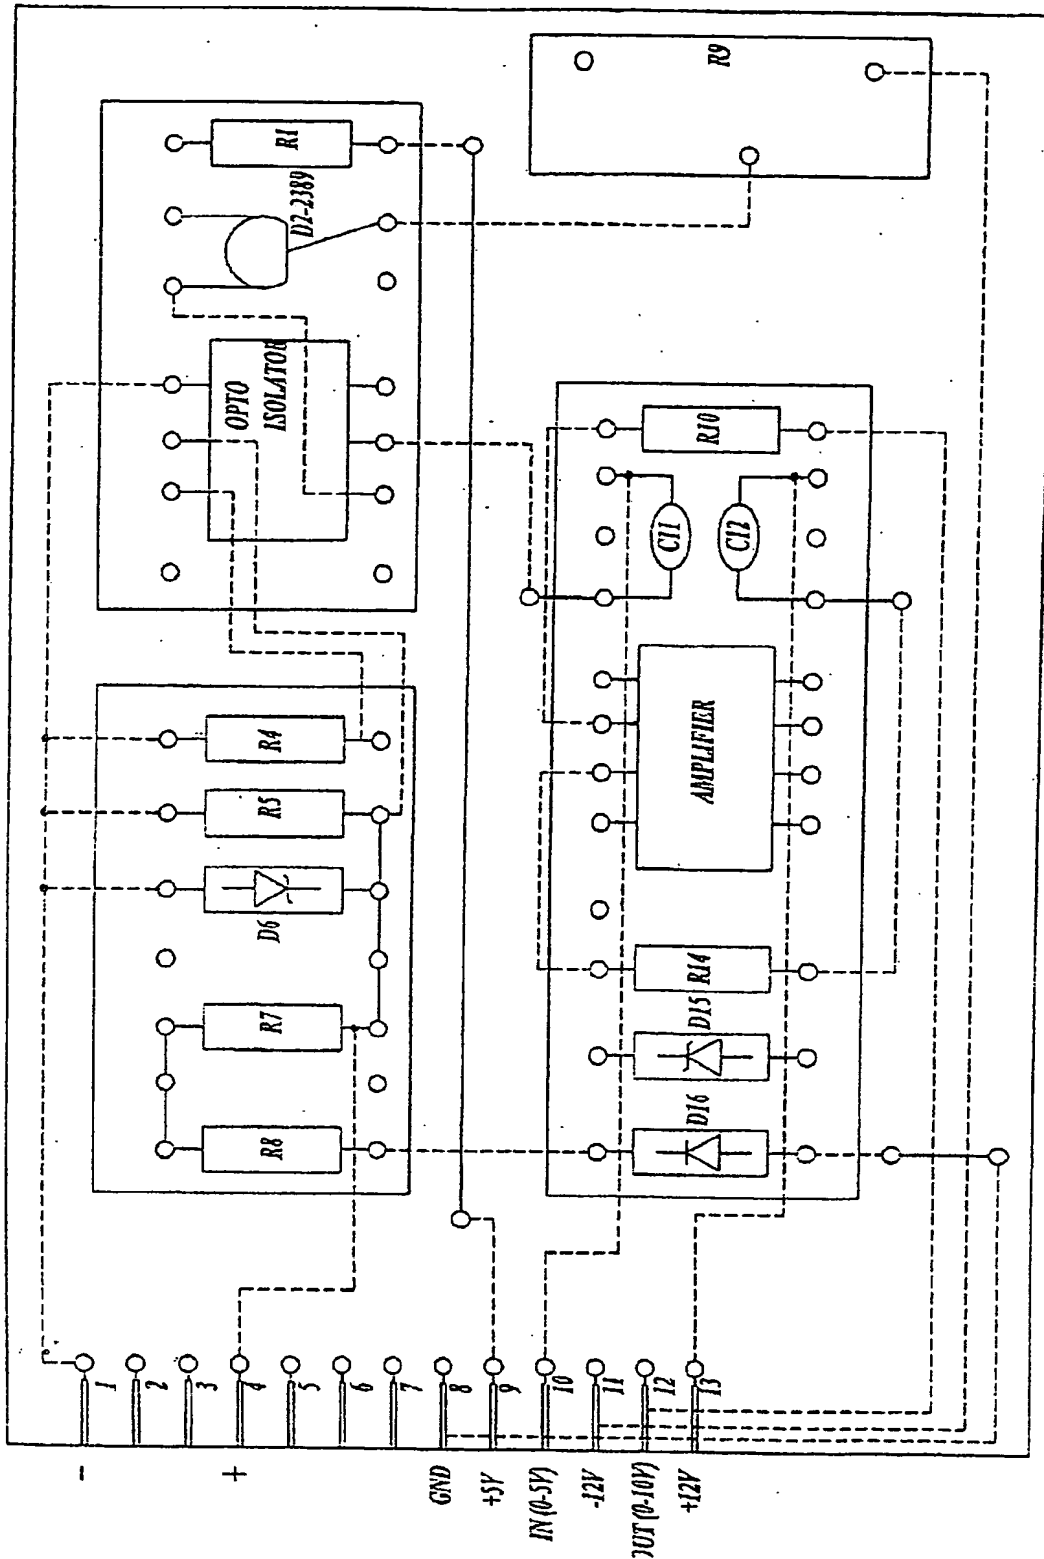 R9
R1
D2-2389
OPTO
ISOLATOR
R10
C11
C12
AMPLIFIER
R4
R5
D6
R7
R8
R14
D15
D16
1
2
3
4
5
6
7
8
9
10
11
12
13
-
+
GND
+5V
IN (0-5V)
-12V
OUT (0-10V)
+12V